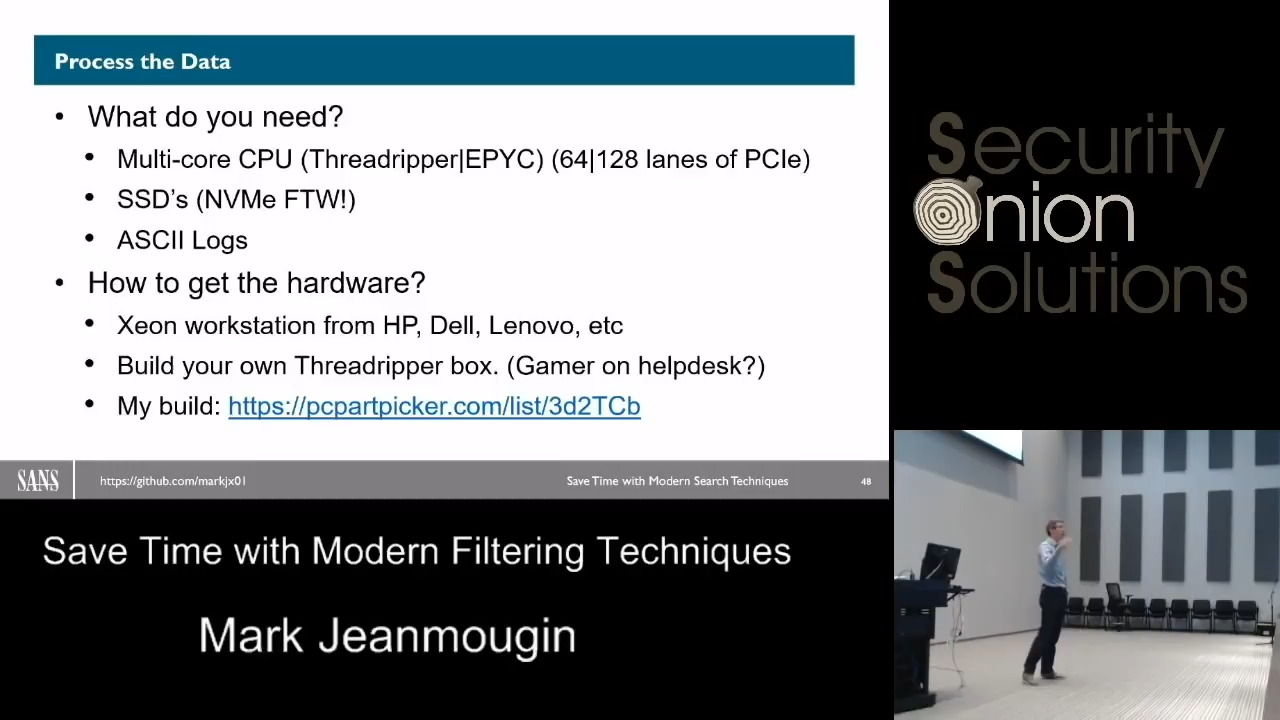 Process the Data
• What do you need?
• Multi-core CPU (Threadripper|EPYC) (64|128 lanes of PCIe)
• SSD’s (NVMe FTW!)
• ASCII Logs
• How to get the hardware?
• Xeon workstation from HP, Dell, Lenovo, etc
• Build your own Threadripper box. (Gamer on helpdesk?)
• My build: https://pcpartpicker.com/list/3d2TCb
SANS
https://github.com/markjx01
Save Time with Modern Search Techniques
48
Save Time with Modern Filtering Techniques
Mark Jeanmougin
Security
Onion
Solutions